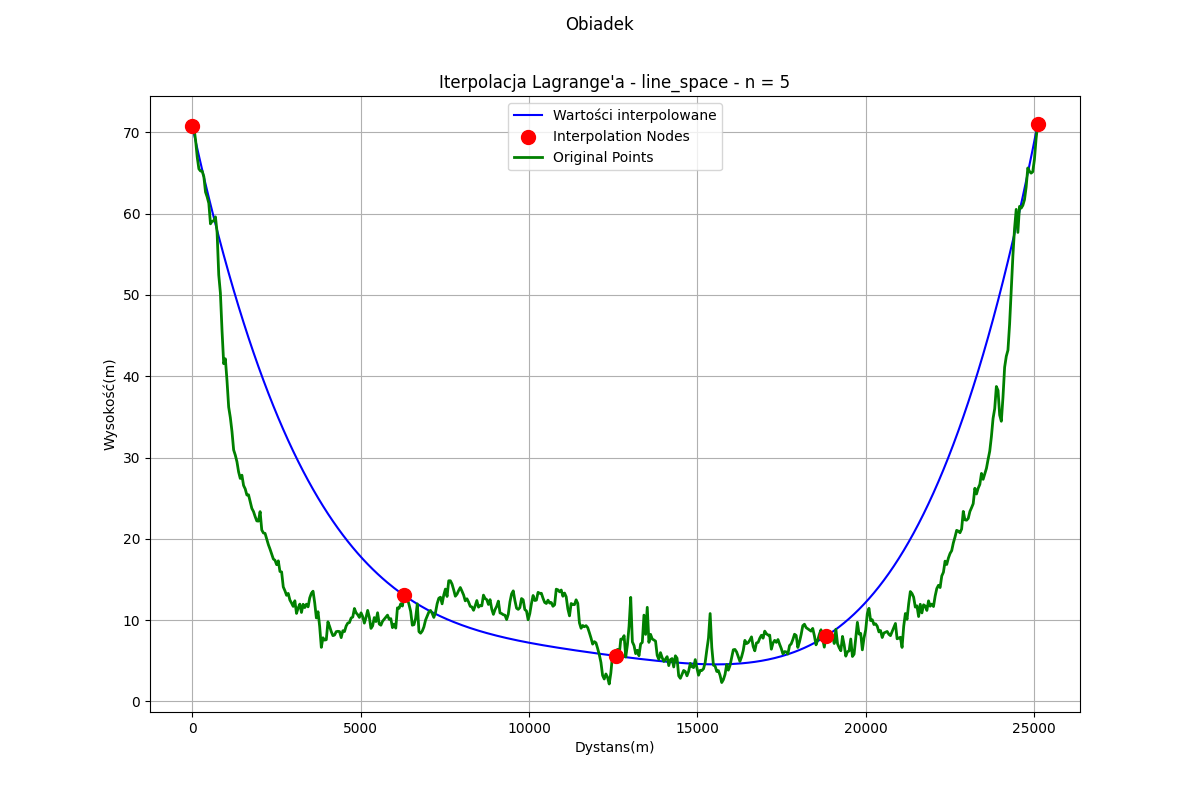 Obiadek
Iterpolacja Lagrange'a - line_space - n = 5
Wartości interpolowane
Interpolation Nodes
Original Points
Wysokość(m)
70
60
50
40
30
20
10
0
0 5000 10000 15000 20000 25000
Dystans(m)